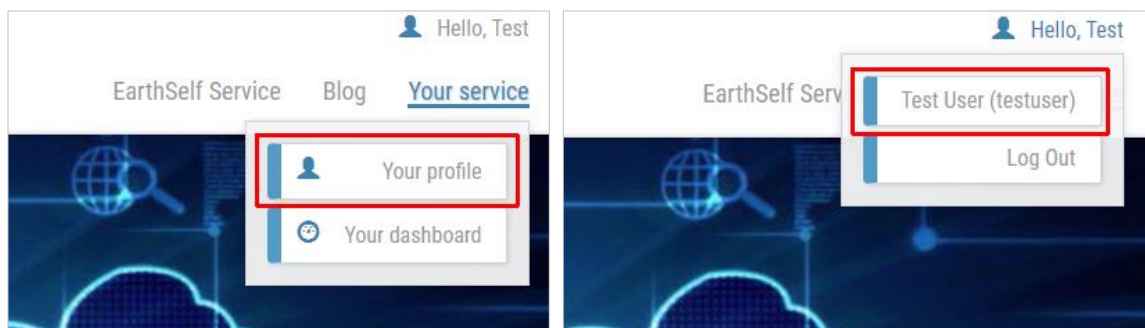 Hello, Test
EarthSelf Service Blog Your service
Your profile
Your dashboard
Hello, Test
EarthSelf Serv
Test User (testuser)
Log Out